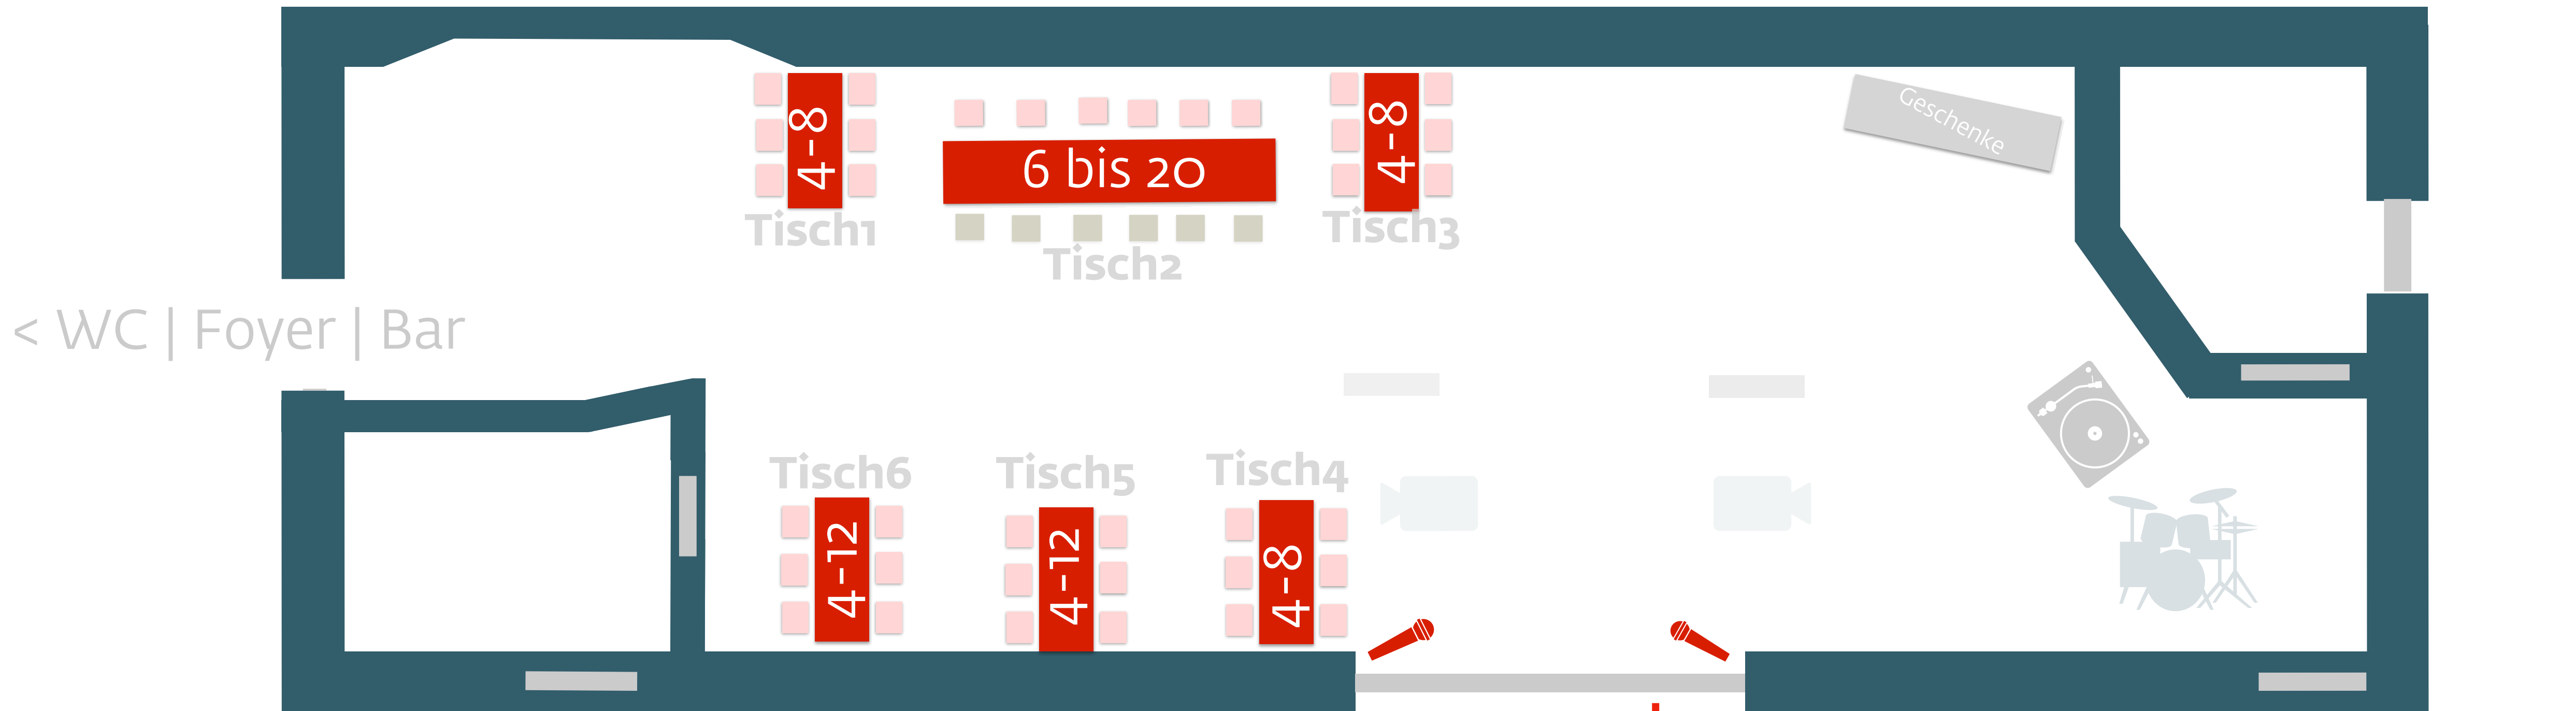 4-8
6 bis 20
4-8
Geschenke
Tisch1
Tisch2
Tisch3
< WC | Foyer | Bar
Tisch6
Tisch5
Tisch4
4-12
4-12
4-8